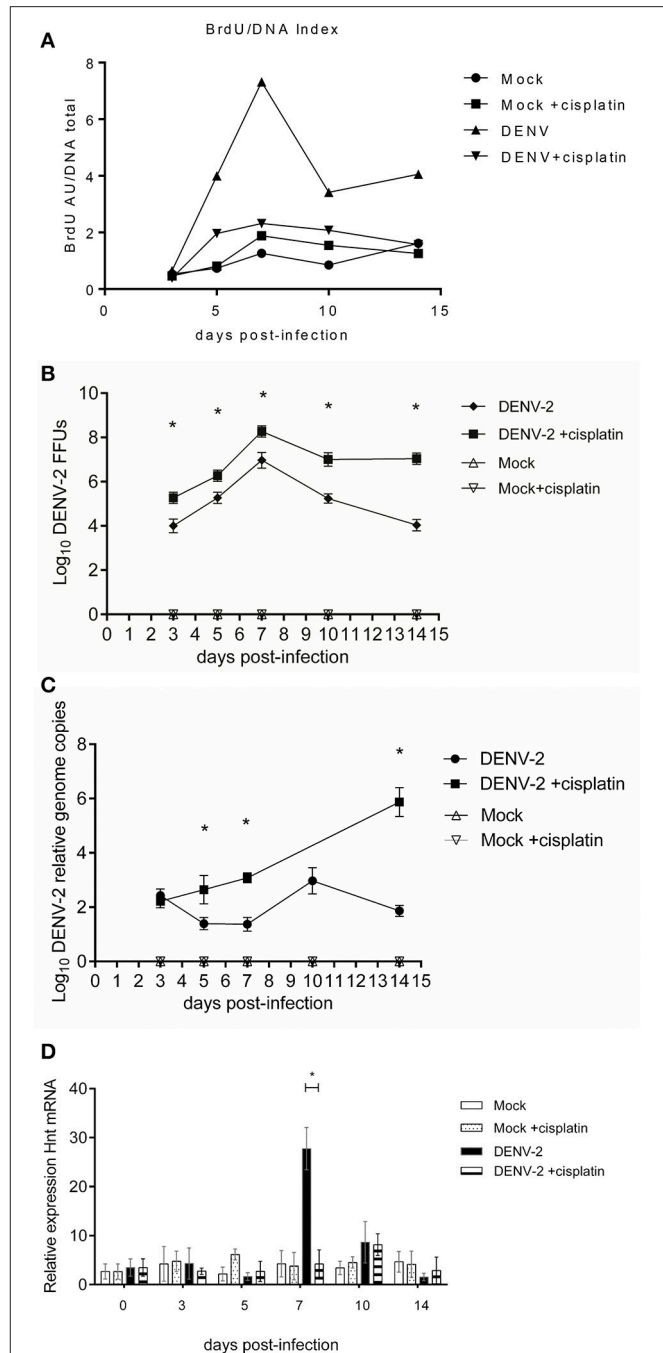 A
BrdU/DNA Index
BrdU AU/DNA total
8
6
4
2
0
0 5 10 15
days post-infection
Mock
Mock +cisplatin
DENV
DENV+cisplatin
B
Log10 DENV-2 FFUs
10
8
6
4
2
0
* * * * *
0 1 2 3 4 5 6 7 8 9 10 11 12 13 14 15
days post-infection
DENV-2
DENV-2 +cisplatin
Mock
Mock+cisplatin
C
Log10 DENV-2 relative genome copies
8
6
4
2
0
* * *
0 1 2 3 4 5 6 7 8 9 10 11 12 13 14 15
days post-infection
DENV-2
DENV-2 +cisplatin
Mock
Mock +cisplatin
D
Relative expression Hnt mRNA
40
30
20
10
0
*
0 3 5 7 10 14
days post-infection
Mock
Mock +cisplatin
DENV-2
DENV-2 +cisplatin